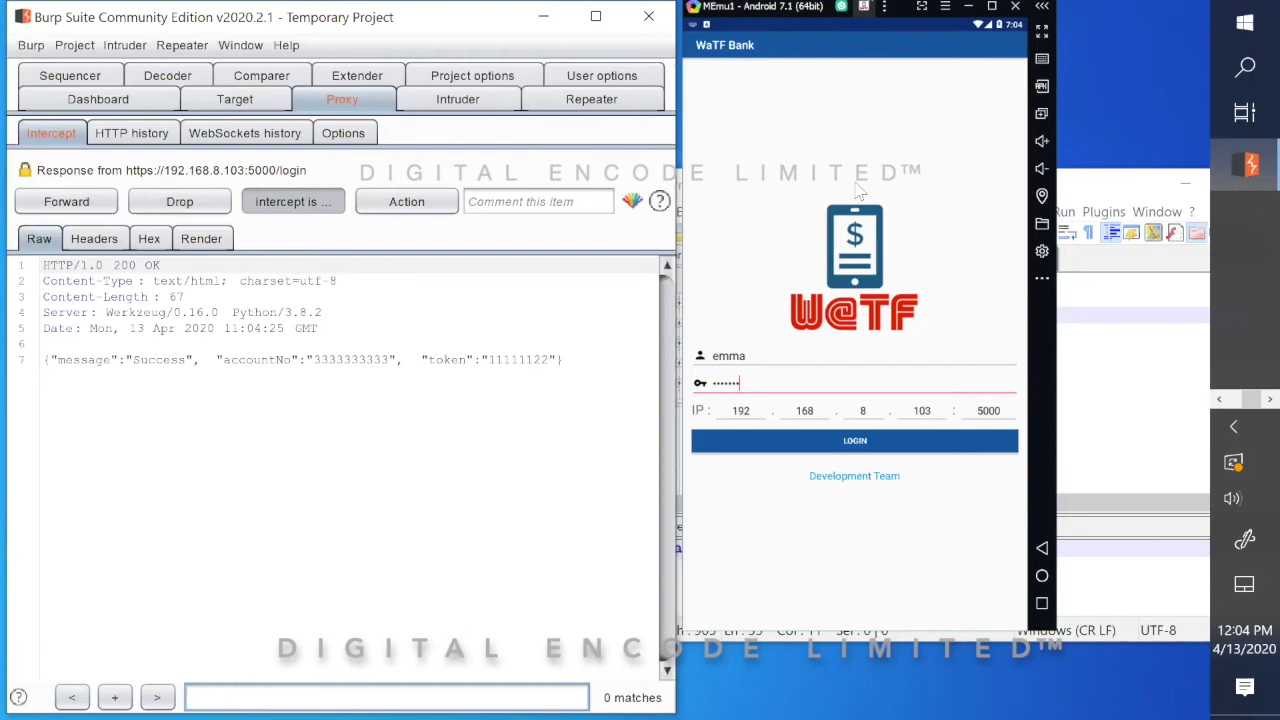 Burp Suite Community Edition v2020.2.1 - Temporary Project
Burp Project Intruder Repeater Window Help
Sequencer Decoder Comparer Extender Project options User options
Dashboard Target Proxy Intruder Repeater
Intercept HTTP history WebSockets history Options
Response from https://192.168.8.103:5000/login
Forward Drop Intercept is ... Action Comment this item ?
Raw Headers Hex Render
1 HTTP/1.0 200 OK
2 Content-Type : text/html; charset=utf-8
3 Content-Length : 67
4 Server: Python/3.8.2
5 Date: Mon, 13 Apr 2020 11:04:25 GMT
6
7 {"message":"Success", "accountNo":"3333333333", "token":"11111122"}
? < + > 0 matches
MEmu1 - Android 7.1 (64bit)
7:04
WaTF Bank
$
W@TF
emma
•••••••
IP : 192 . 168 . 8 . 103 : 5000
LOGIN
Development Team
Run Plugins Window ?
Windows (CR LF) UTF-8
12:04 PM
4/13/2020
DIGITAL ENCODE LIMITED™
DIGITAL ENCODE LIMITED™